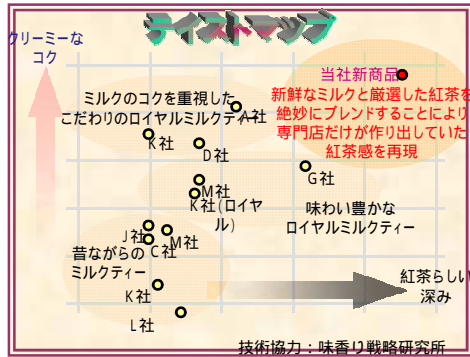 テイストマップ
クリーミーな
コク
当社新商品
新鮮なミルクと厳選した紅茶を
絶妙にブレンドすることにより
専門店だけが作り出していた
紅茶感を再現
ミルクのコクを重視した
こだわりのロイヤルミルクティー
A社
K社
D社
G社
M社
K社(ロイヤ
ル)
味わい豊かな
ロイヤルミルクティー
J社
M社
C社
昔ながらの
ミルクティー
K社
L社
紅茶らしい
深み
技術協力：味香り戦略研究所